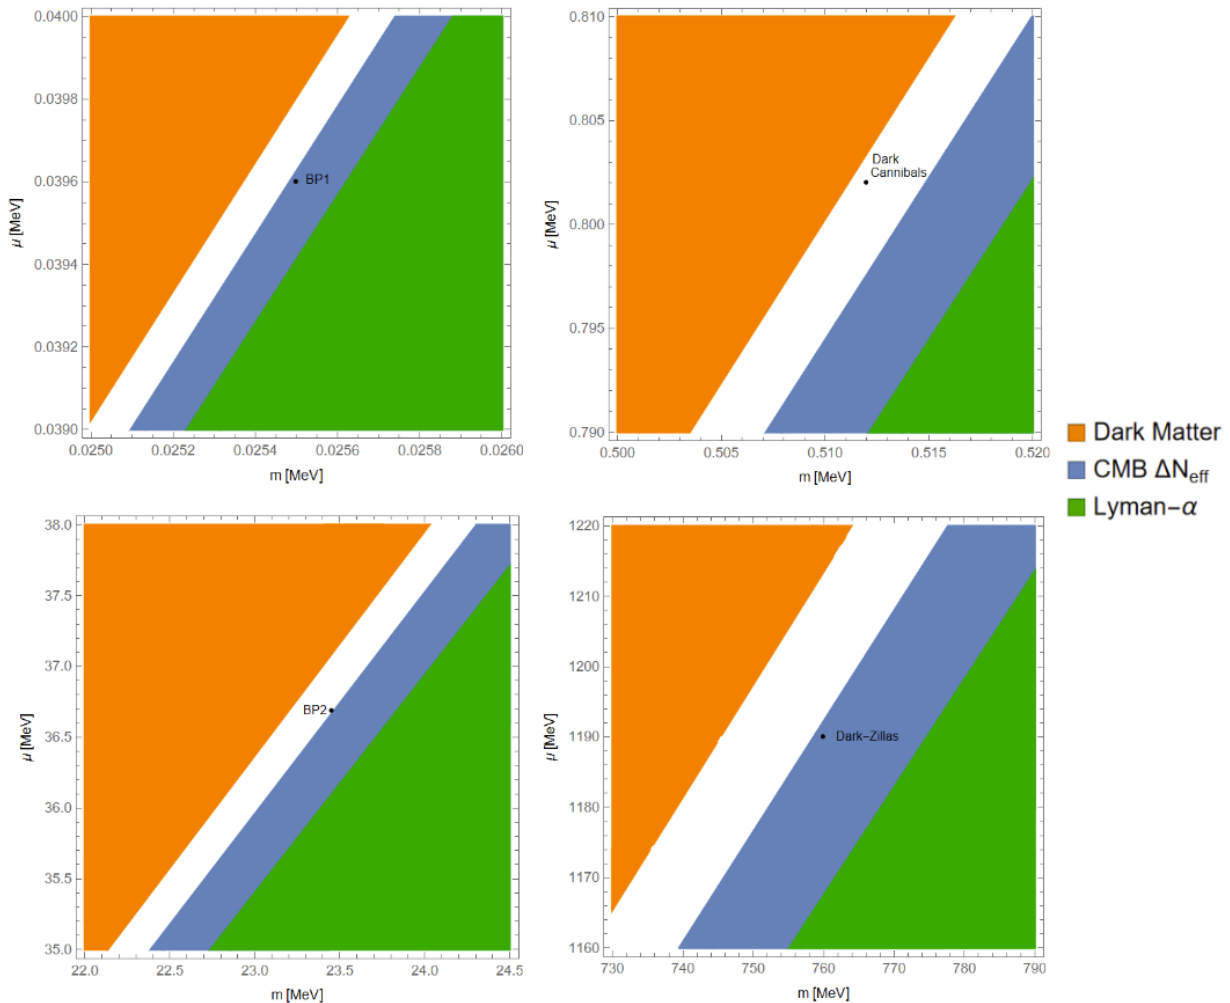 0.0400
0.0398
0.0396
0.0394
0.0392
0.0390
μ [MeV]
BP1
0.0250 0.0252 0.0254 0.0256 0.0258 0.0260
m [MeV]
0.810
0.805
0.800
0.795
0.790
μ [MeV]
Dark
Cannibals
0.500 0.505 0.510 0.515 0.520
m [MeV]
38.0
37.5
37.0
36.5
36.0
35.5
35.0
μ [MeV]
BP2
22.0 22.5 23.0 23.5 24.0 24.5
m [MeV]
1220
1210
1200
1190
1180
1170
1160
μ [MeV]
Dark-Zillas
730 740 750 760 770 780 790
m [MeV]
Dark Matter
CMB ΔNeff
Lyman-α